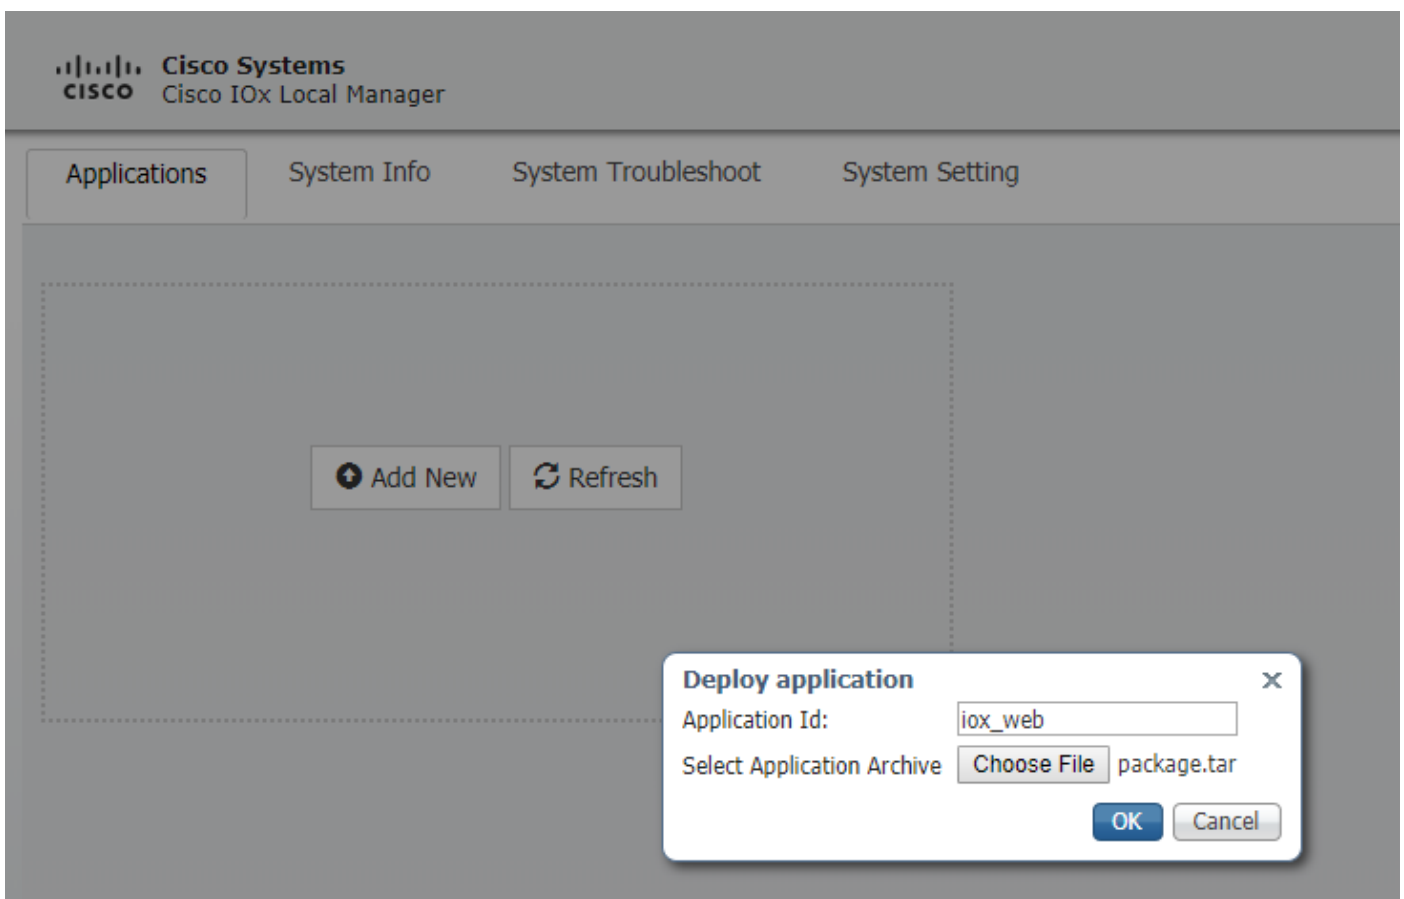 Cisco Systems
CISCO Cisco IOx Local Manager
Applications System Info System Troubleshoot System Setting
Add New Refresh
Deploy application x
Application Id: iox_web
Select Application Archive Choose File package.tar
OK Cancel